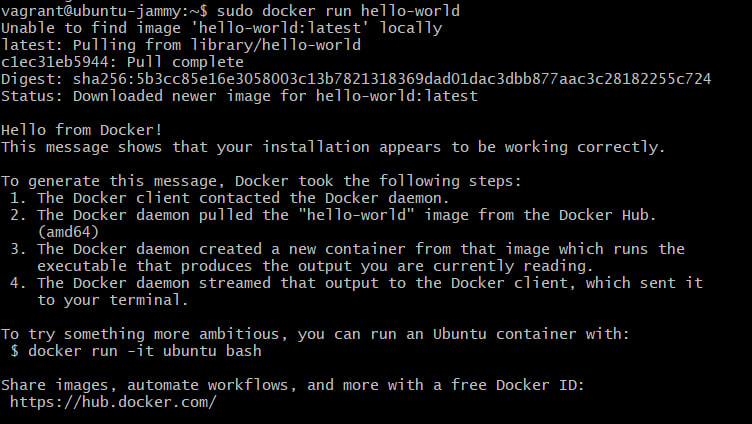 vagrant@ubuntu-jammy:~$ sudo docker run hello-world
Unable to find image 'hello-world:latest' locally
latest: Pulling from library/hello-world
c1ec31eb5944: Pull complete
Digest: sha256:5b3cc85e16e3058003c13b7821318369dad01dac3dbb877aac3c28182255c724
Status: Downloaded newer image for hello-world:latest

Hello from Docker!
This message shows that your installation appears to be working correctly.

To generate this message, Docker took the following steps:
 1. The Docker client contacted the Docker daemon.
 2. The Docker daemon pulled the "hello-world" image from the Docker Hub.
    (amd64)
 3. The Docker daemon created a new container from that image which runs the
    executable that produces the output you are currently reading.
 4. The Docker daemon streamed that output to the Docker client, which sent it
    to your terminal.

To try something more ambitious, you can run an Ubuntu container with:
 $ docker run -it ubuntu bash

Share images, automate workflows, and more with a free Docker ID:
 https://hub.docker.com/